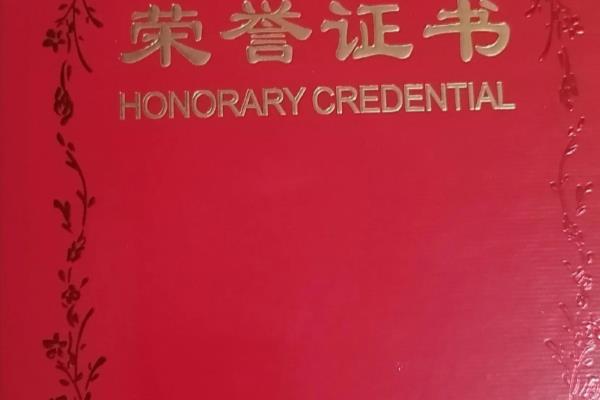 荣誉证书
HONORARY CREDENTIAL